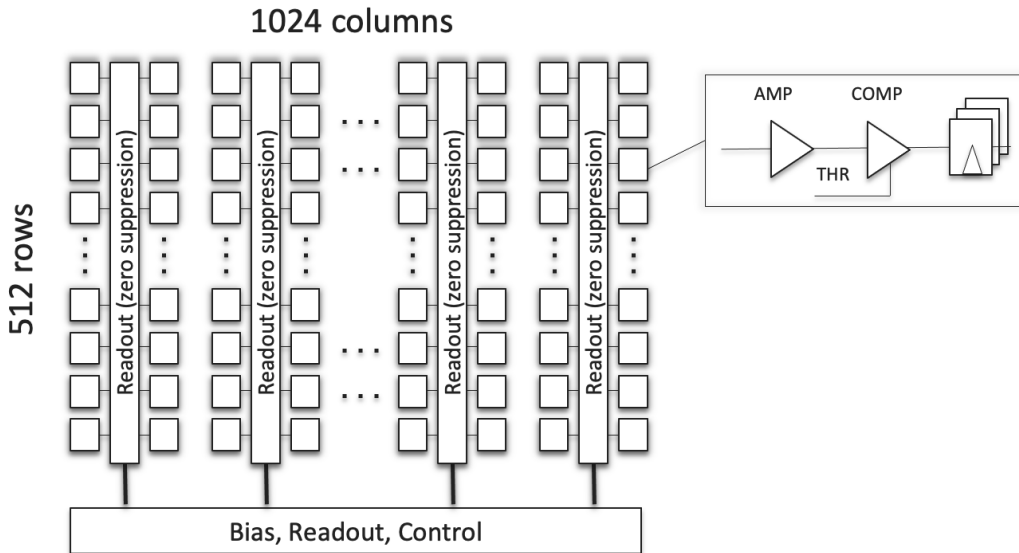 1024 columns
512 rows
Readout (zero suppression)
Readout (zero suppression)
Readout (zero suppression)
Readout (zero suppression)
AMP
COMP
THR
Bias, Readout, Control